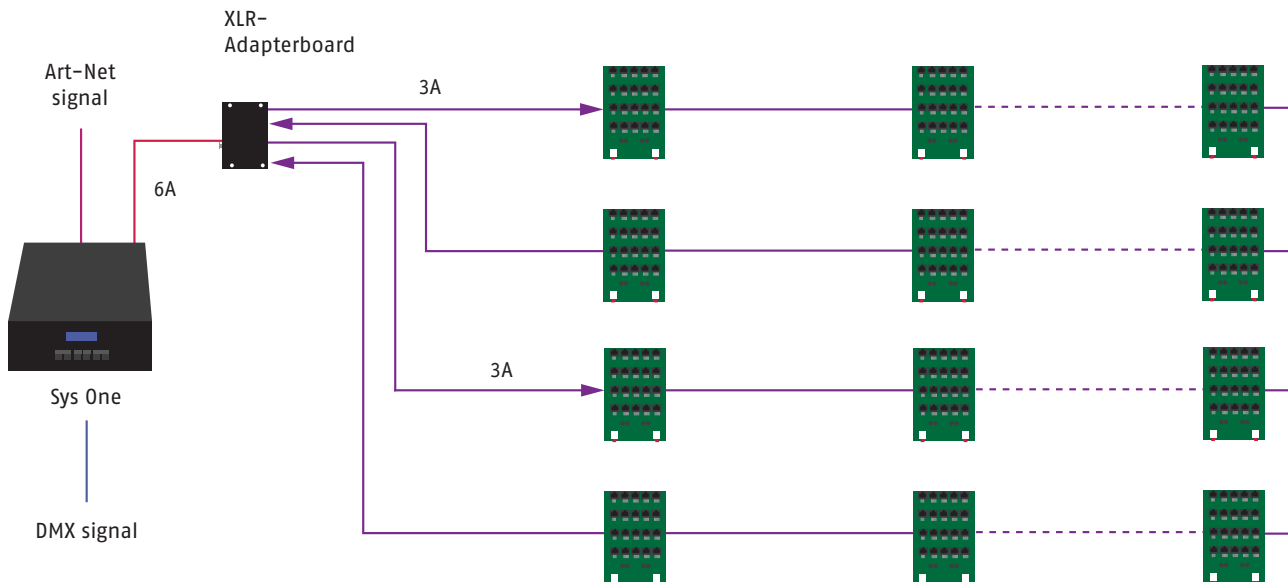 XLR-
Adapterboard
Art-Net
signal
3A
6A
3A
Sys One
DMX signal